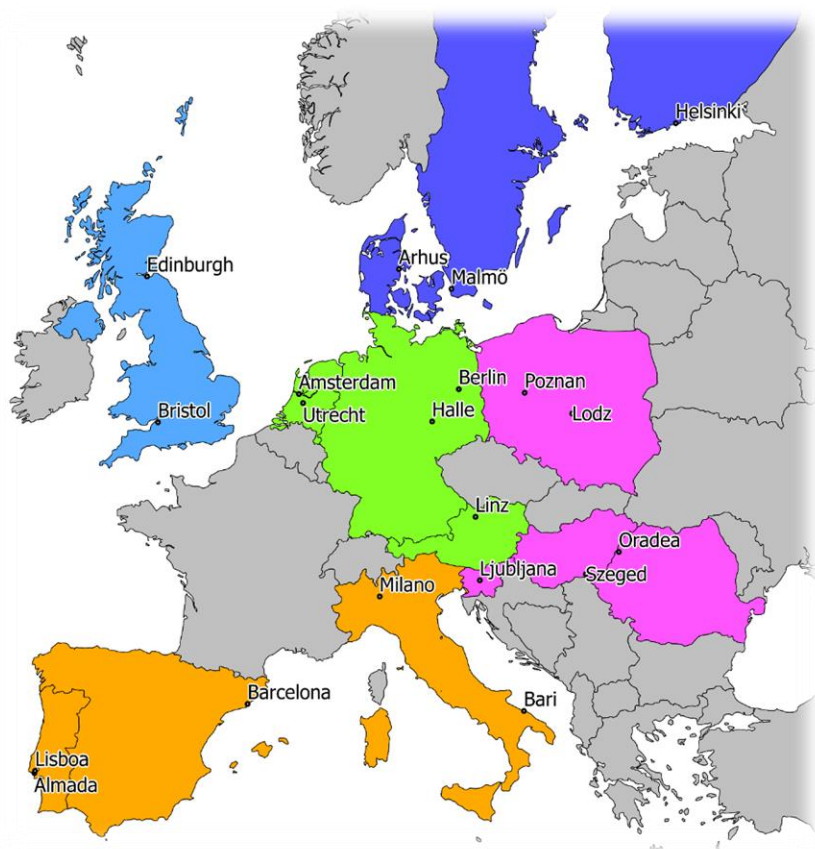 Helsinki
Edinburgh
Arhus
Malmö
Amsterdam
Berlin
Poznan
Utrecht
Bristol
Halle
Lodz
Linz
Oradea
Ljubljana
Szeged
Milano
Barcelona
Bari
Lisboa
Almada